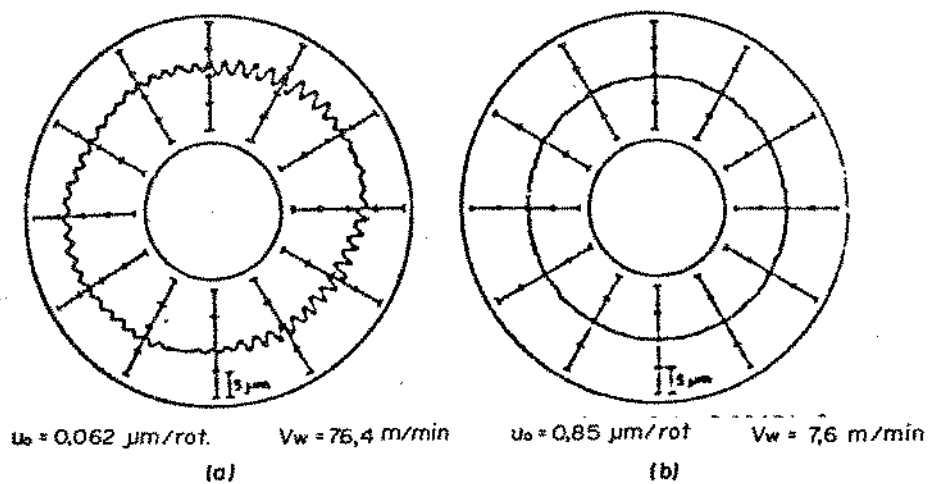 5 µm
5 µm
u₀ = 0,062 µm/rot. Vw = 76,4 m/min
u₀ = 0,85 µm/rot Vw = 7,6 m/min
(a)
(b)